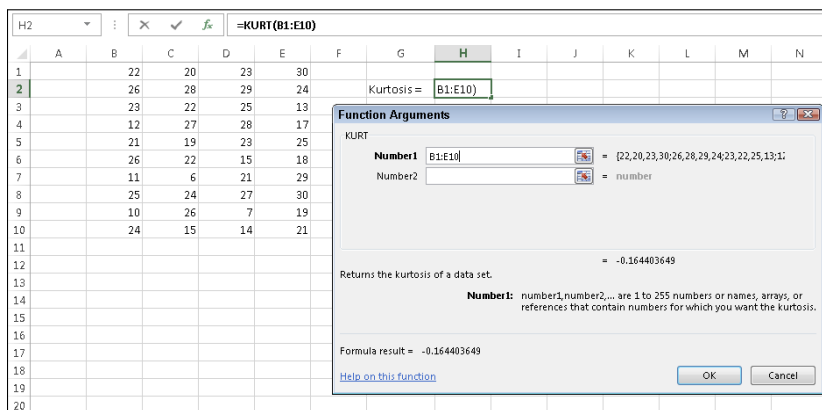 H2 =KURT(B1:E10)
A B C D E F G H I J K L M N
1 22 20 23 30
2 26 28 29 24 Kurtosis = B1:E10)
3 23 22 25 13
4 12 27 28 17
5 21 19 23 25
6 26 22 15 18
7 11 6 21 29
8 25 24 27 30
9 10 26 7 19
10 24 15 14 21
11
12
13
14
15
16
17
18
19
20
Function Arguments
KURT
Number1 B1:E10 = {22,20,23,30;26,28,29,24;23,22,25,13;12
Number2 = number
= -0.164403649
Returns the kurtosis of a data set.
Number1: number1,number2,... are 1 to 255 numbers or names, arrays, or
references that contain numbers for which you want the kurtosis.
Formula result = -0.164403649
Help on this function
OK Cancel